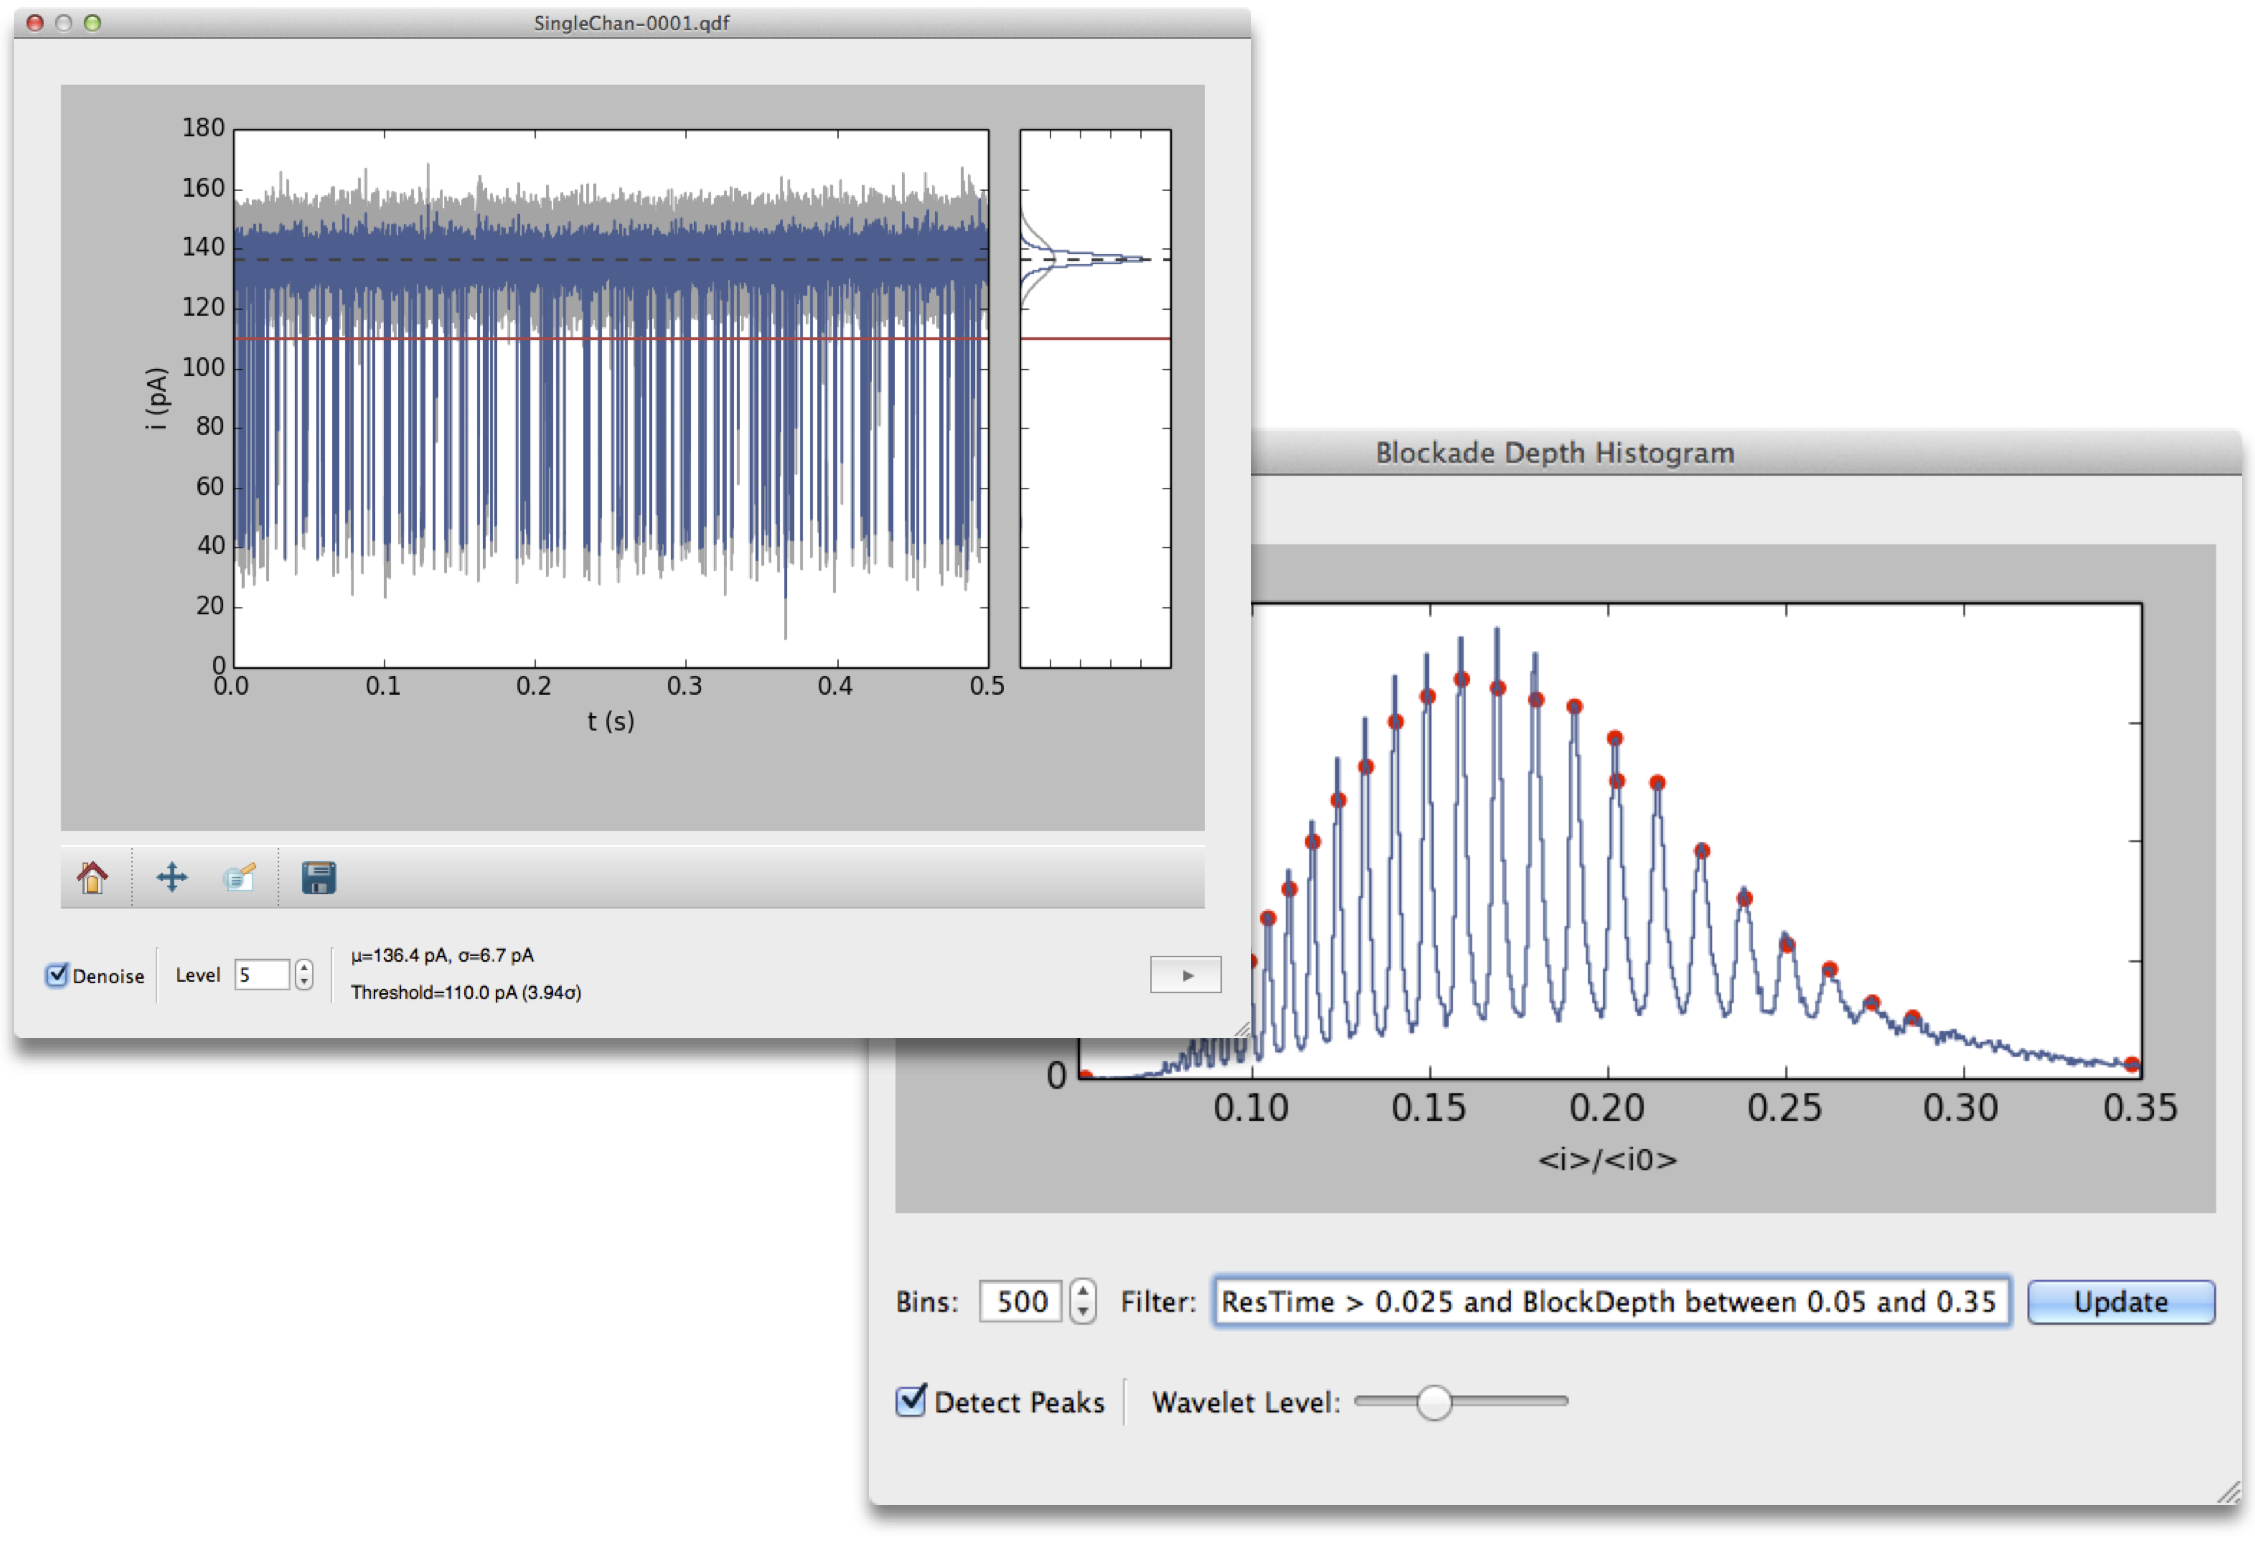 SingleChan-0001.qdf
180
160
140
120
100
80
60
40
20
0
i (pA)
0.0 0.1 0.2 0.3 0.4 0.5
t (s)
Denoise Level 5
µ=136.4 pA, σ=6.7 pA
Threshold=110.0 pA (3.94σ)
Blockade Depth Histogram
0
0.10 0.15 0.20 0.25 0.30 0.35
<i>/<i0>
Bins: 500 Filter: ResTime > 0.025 and BlockDepth between 0.05 and 0.35 Update
Detect Peaks Wavelet Level: